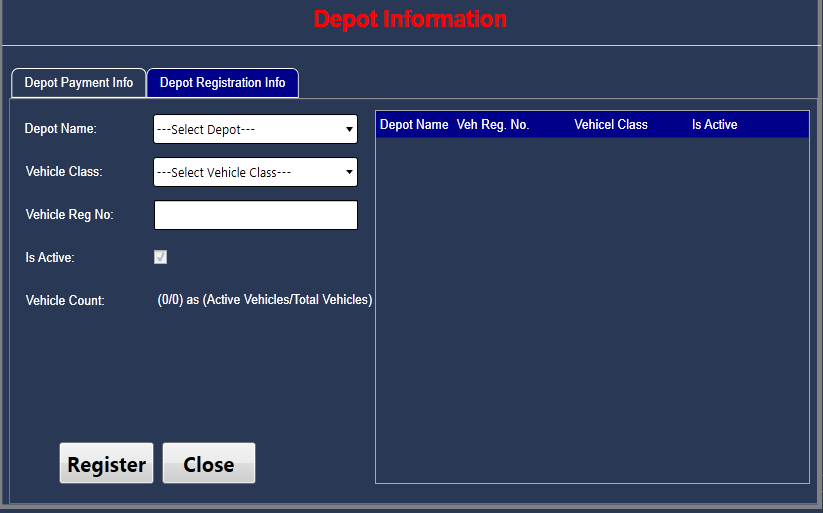 Depot Information
Depot Payment Info Depot Registration Info
Depot Name: ---Select Depot---
Vehicle Class: ---Select Vehicle Class---
Vehicle Reg No:
Is Active:
Vehicle Count: (0/0) as (Active Vehicles/Total Vehicles)
Register Close
Depot Name Veh Reg. No. Vehicel Class Is Active